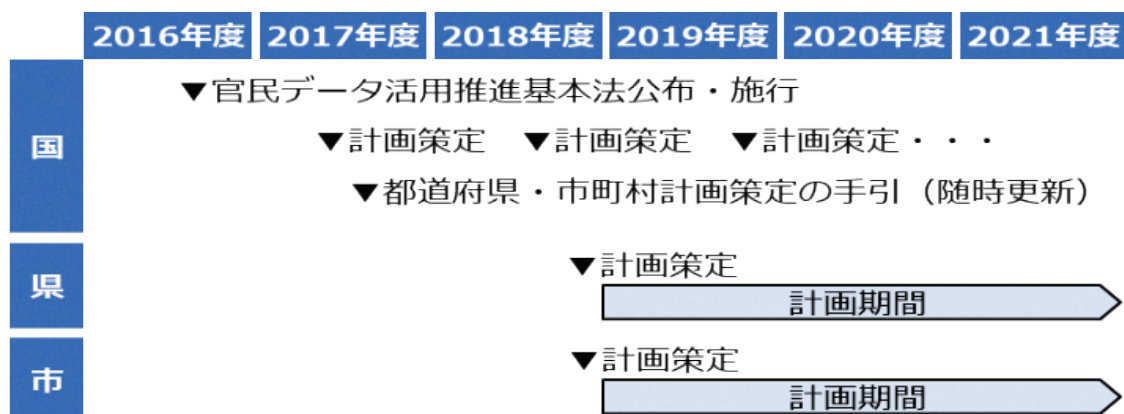 2016年度 2017年度 2018年度 2019年度 2020年度 2021年度
国
▼官民データ活用推進基本法公布・施行
▼計画策定 ▼計画策定 ▼計画策定・・・
▼都道府県・市町村計画策定の手引（随時更新）
県
▼計画策定
計画期間
市
▼計画策定
計画期間